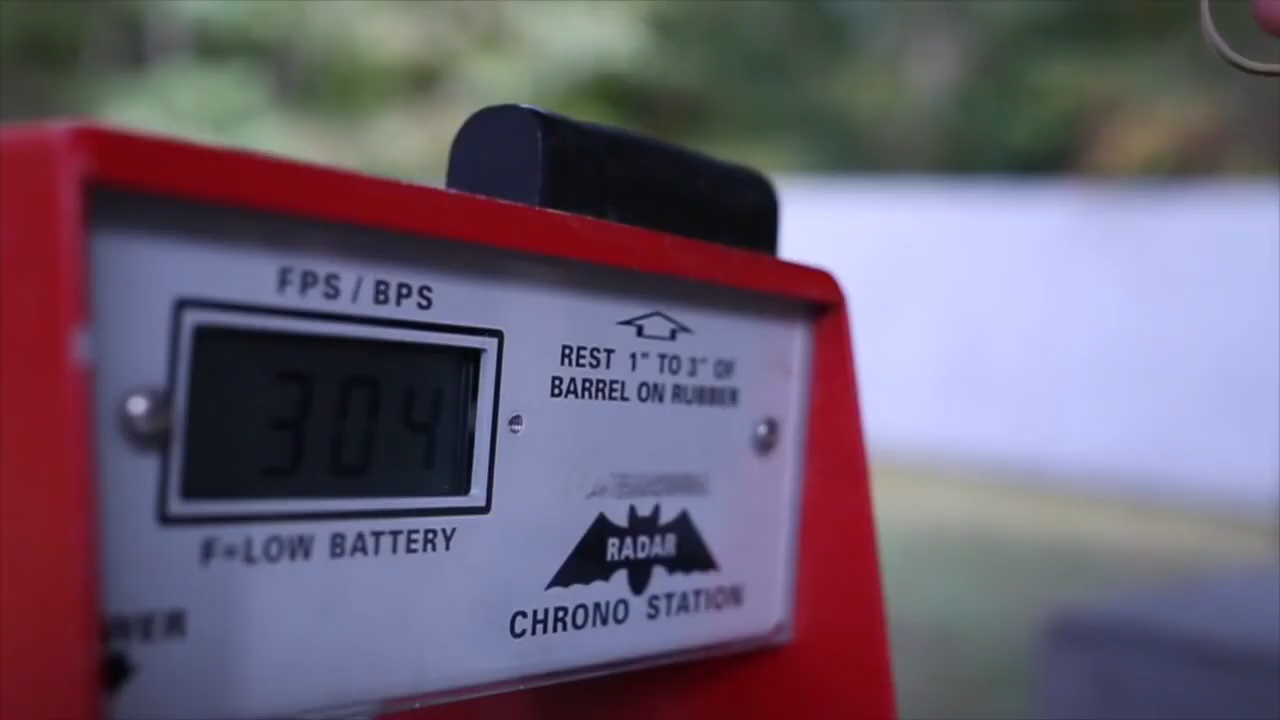 FPS / BPS
304
F=LOW BATTERY
REST 1" TO 3" OF
BARREL ON RUBBER
RADAR
CHRONO STATION